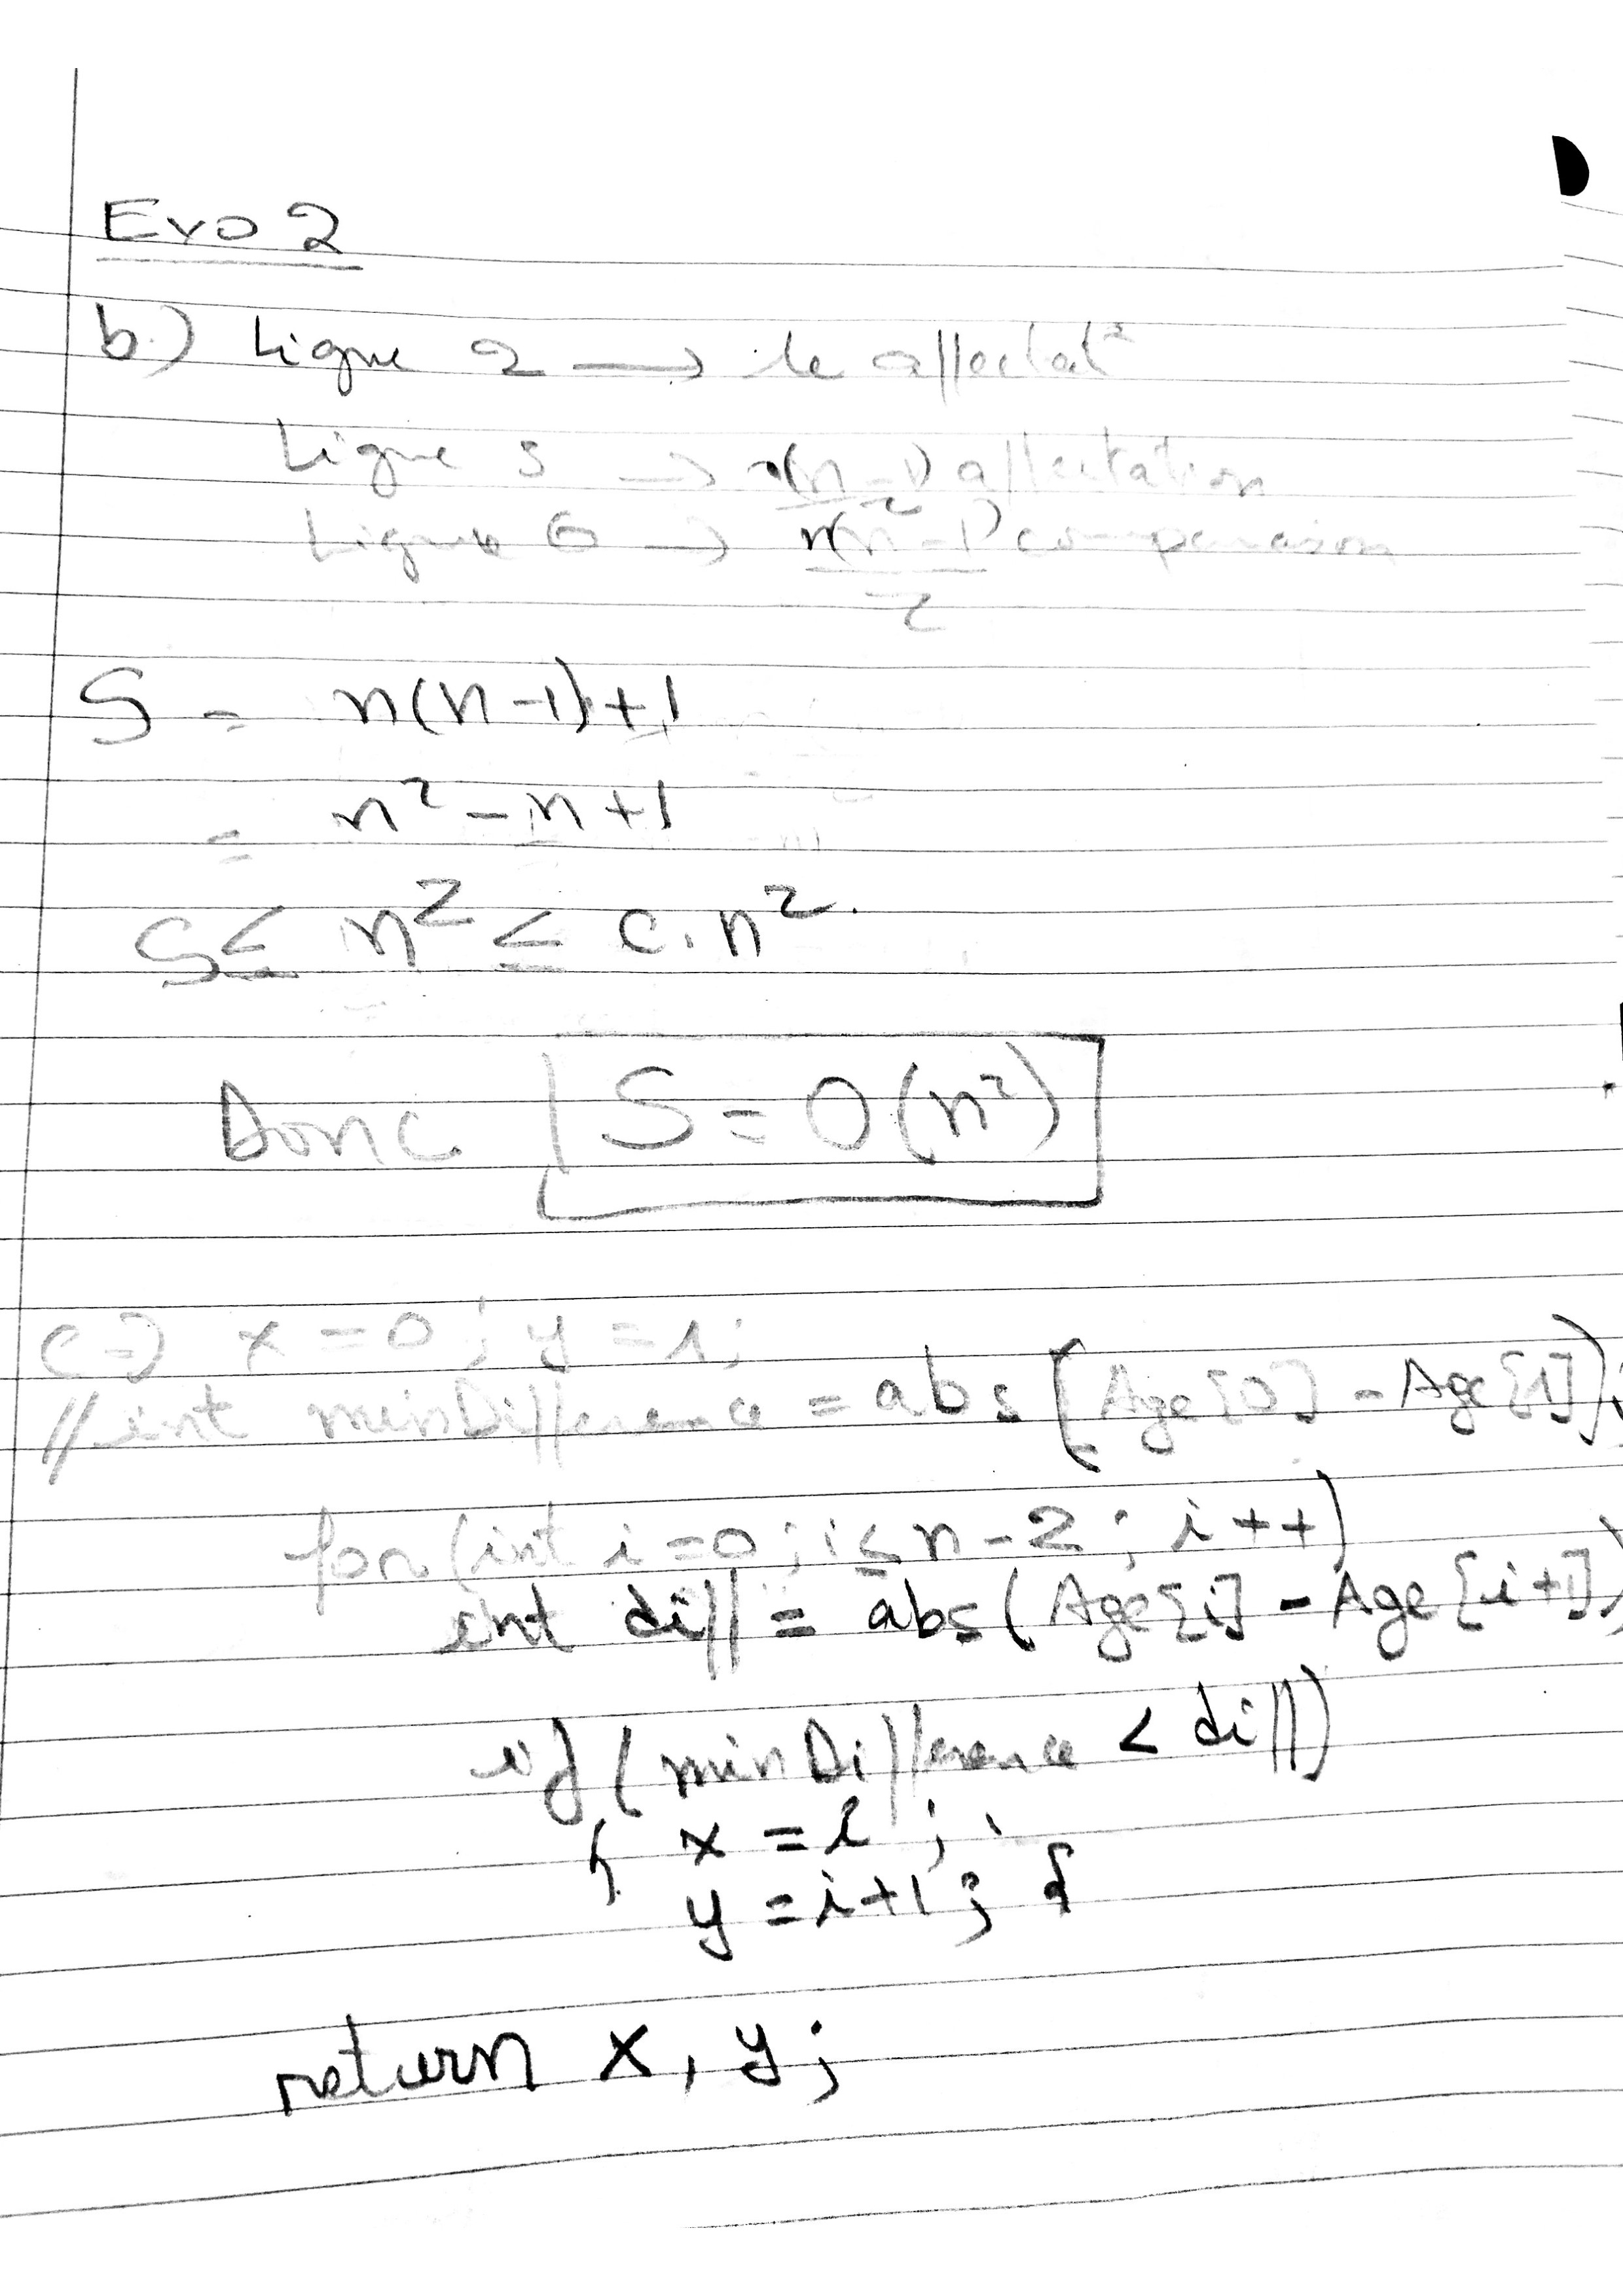 Exo 2
b.) Ligne 2 → 1e affectat°
Ligne 5 → n(n-1) affectation
2
Ligne 6 → n(n-1) comparaison
2
S = n(n-1)+1
= n² - n +1
S ≤ n² ≤ c.n².
Donc S = O(n²)
c-) x = 0 ; y = 1;
// int minDifference = abs(Age[0] - Age[1]);
for (int i = 0 ; i ≤ n-2 ; i++)
int diff = abs(Age[i] - Age[i+1])
if (minDifference < diff)
{ x = i ;
y = i+1 ; }
return x, y ;